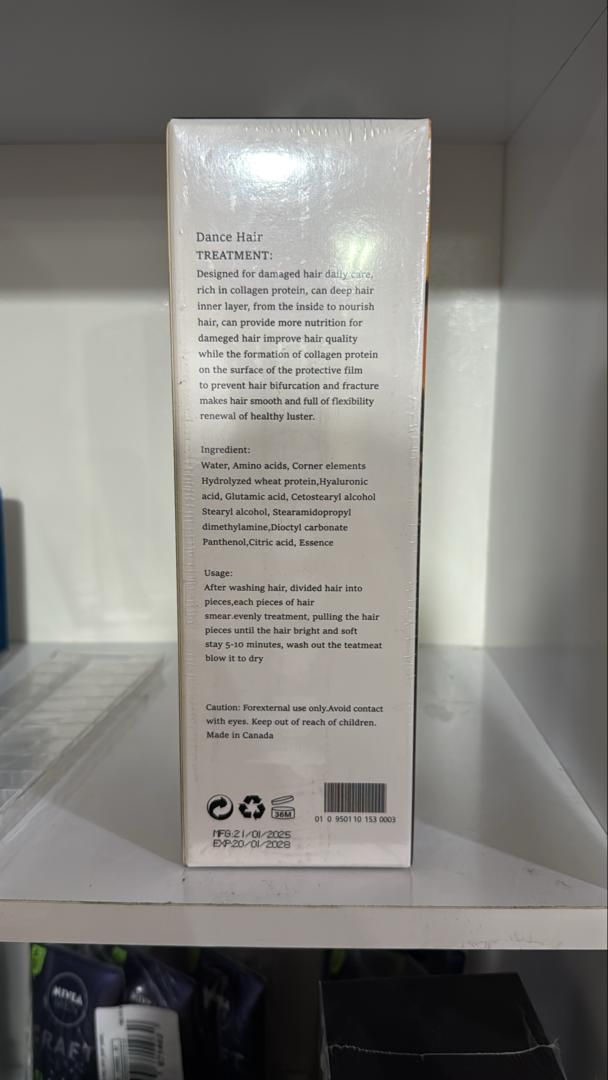 Dance Hair
TREATMENT:
Designed for damaged hair daily care,
rich in collagen protein, can deep hair
inner layer, from the inside to nourish
hair, can provide more nutrition for
dameged hair improve hair quality
while the formation of collagen protein
on the surface of the protective film
to prevent hair bifurcation and fracture
makes hair smooth and full of flexibility
renewal of healthy luster.
Ingredient:
Water, Amino acids, Corner elements
Hydrolyzed wheat protein,Hyaluronic
acid, Glutamic acid, Cetostearyl alcohol
Stearyl alcohol, Stearamidopropyl
dimethylamine,Dioctyl carbonate
Panthenol,Citric acid, Essence
Usage:
After washing hair, divided hair into
pieces,each pieces of hair
smear.evenly treatment, pulling the hair
pieces until the hair bright and soft
stay 5-10 minutes, wash out the teatmeat
blow it to dry
Caution: Forexternal use only.Avoid contact
with eyes. Keep out of reach of children.
Made in Canada
36M
01 0 950110 153 0003
MFG:21/01/2025
EXP:20/01/2028
NIVEA